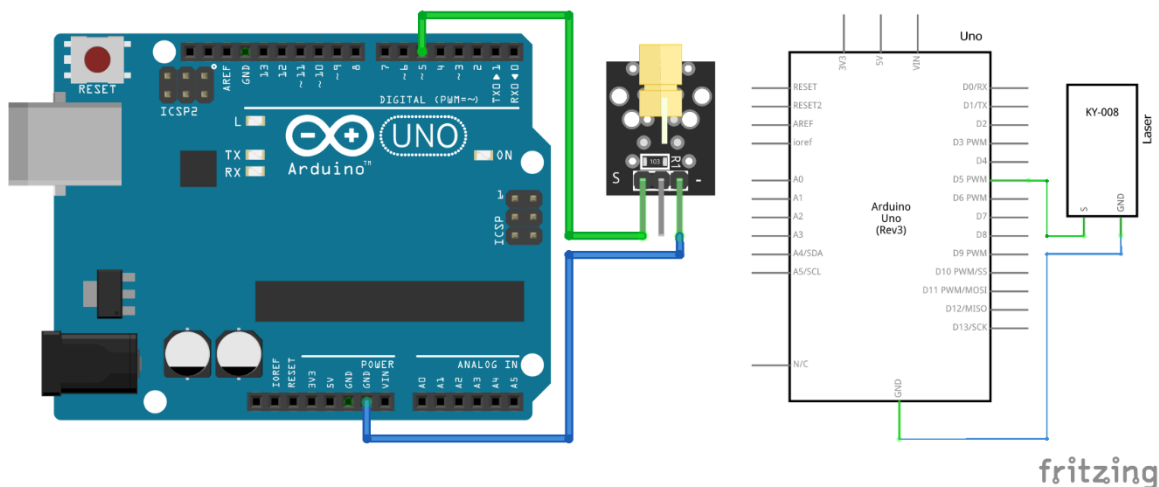 RESET
ICSP2
AREF
GND
13
12
~11
~10
~9
8
7
~6
~5
4
~3
2
TX0▶1
RX0◀0
DIGITAL (PWM=~)
L
TX
RX
Arduino™
UNO
ON
1
ICSP
IOREF
RESET
3V3
5V
GND
GND
VIN
POWER
ANALOG IN
A0
A1
A2
A3
A4
A5
S
103
R1
-
Uno
3V3
5V
VIN
RESET
RESET2
AREF
ioref
A0
A1
A2
A3
A4/SDA
A5/SCL
N/C
Arduino
Uno
(Rev3)
D0/RX
D1/TX
D2
D3 PWM
D4
D5 PWM
D6 PWM
D7
D8
D9 PWM
D10 PWM/SS
D11 PWM/MOSI
D12/MISO
D13/SCK
GND
KY-008
S
GND
Laser
fritzing